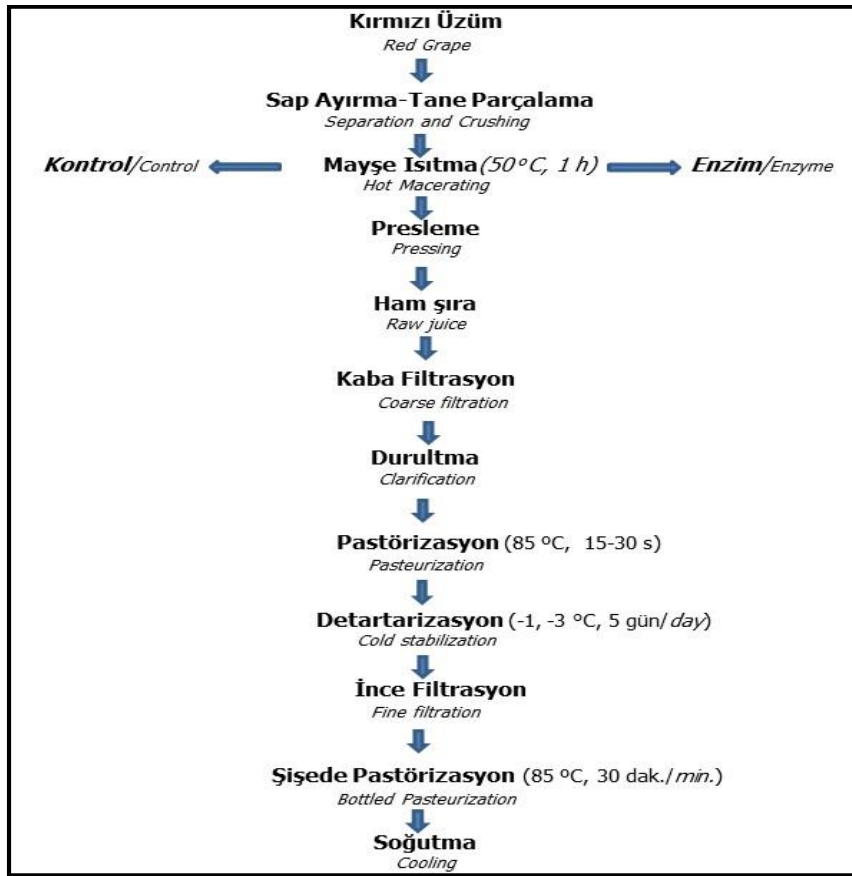 Kırmızı Üzüm
Red Grape
Sap Ayırma-Tane Parçalama
Separation and Crushing
Kontrol/Control
Mayşe Isıtma(50°C, 1 h)
Enzim/Enzyme
Hot Macerating
Presleme
Pressing
Ham şıra
Raw juice
Kaba Filtrasyon
Coarse filtration
Durultma
Clarification
Pastörizasyon (85 ºC, 15-30 s)
Pasteurization
Detartarizasyon (-1, -3 ºC, 5 gün/day)
Cold stabilization
İnce Filtrasyon
Fine filtration
Şişede Pastörizasyon (85 ºC, 30 dak./min.)
Bottled Pasteurization
Soğutma
Cooling